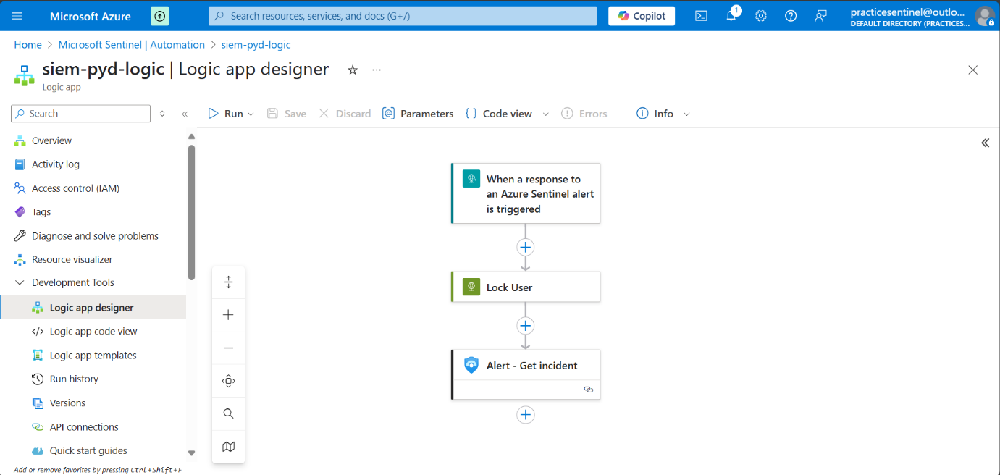 Microsoft Azure
Search resources, services, and docs (G+/)
Copilot
1
practicesentinel@outlo...
DEFAULT DIRECTORY (PRACTICES...
Home > Microsoft Sentinel | Automation > siem-pyd-logic
siem-pyd-logic | Logic app designer
Logic app
Search
Run
Save
Discard
Parameters
Code view
Errors
Info
Overview
Activity log
Access control (IAM)
Tags
Diagnose and solve problems
Resource visualizer
Development Tools
Logic app designer
Logic app code view
Logic app templates
Run history
Versions
API connections
Quick start guides
Add or remove favorites by pressing Ctrl+Shift+F
When a response to
an Azure Sentinel alert
is triggered
Lock User
Alert - Get incident